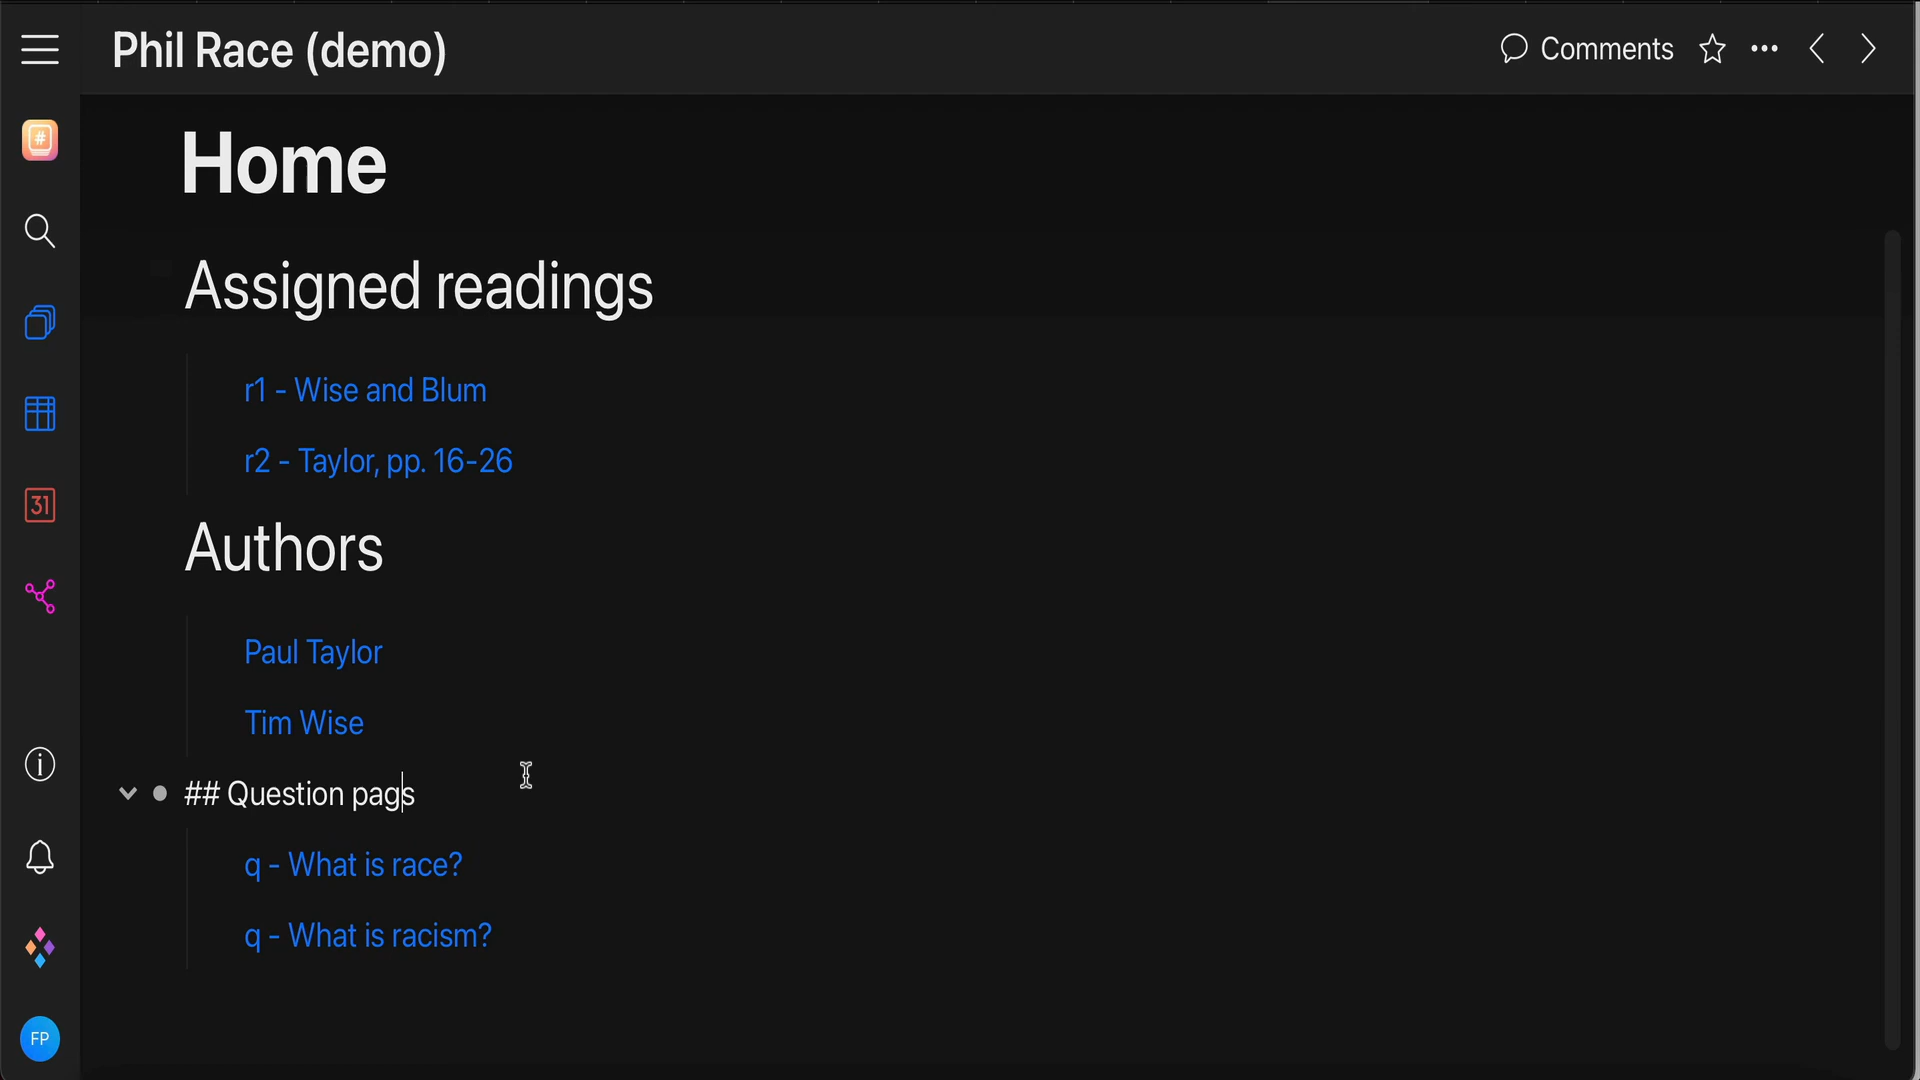 Phil Race (demo)
Comments
#
Home
Assigned readings
r1 - Wise and Blum
r2 - Taylor, pp. 16-26
31
Authors
Paul Taylor
Tim Wise
## Question pags
q - What is race?
q - What is racism?
FP